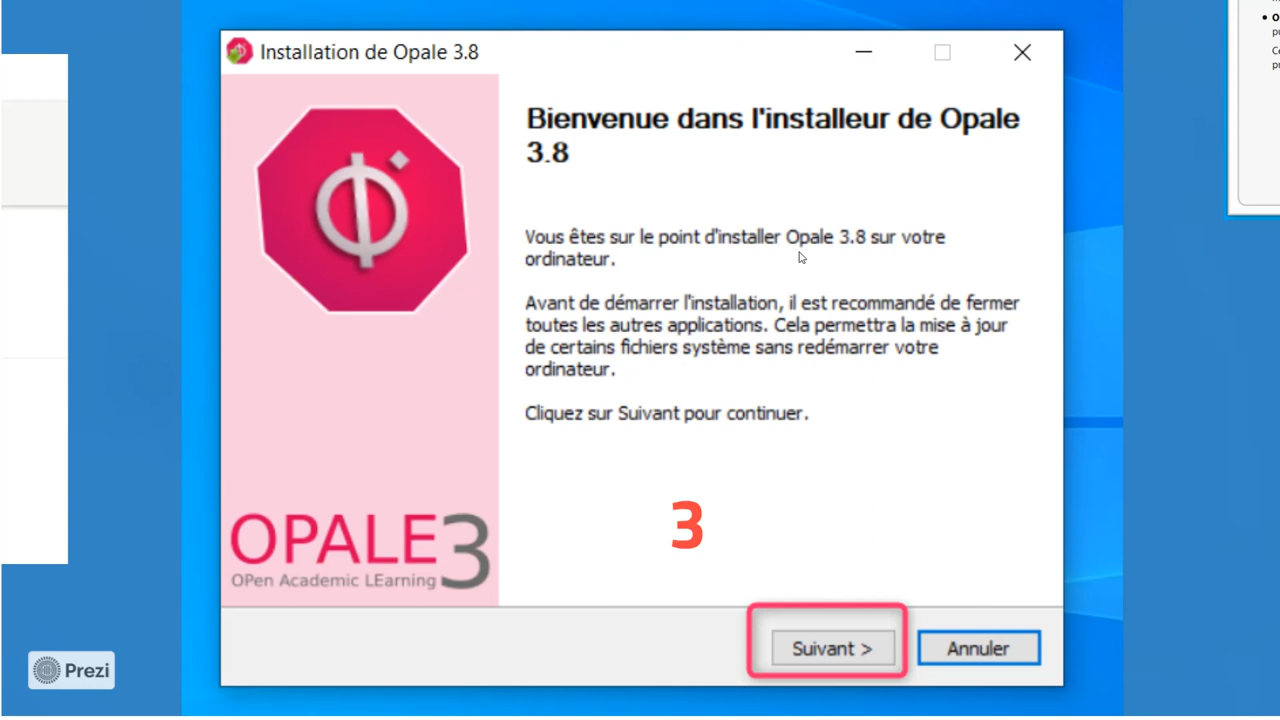 Installation de Opale 3.8
Bienvenue dans l'installeur de Opale
3.8
Vous êtes sur le point d'installer Opale 3.8 sur votre
ordinateur.
Avant de démarrer l'installation, il est recommandé de fermer
toutes les autres applications. Cela permettra la mise à jour
de certains fichiers système sans redémarrer votre
ordinateur.
Cliquez sur Suivant pour continuer.
3
OPALE3
OPen Academic LEarning
Suivant >
Annuler
Prezi